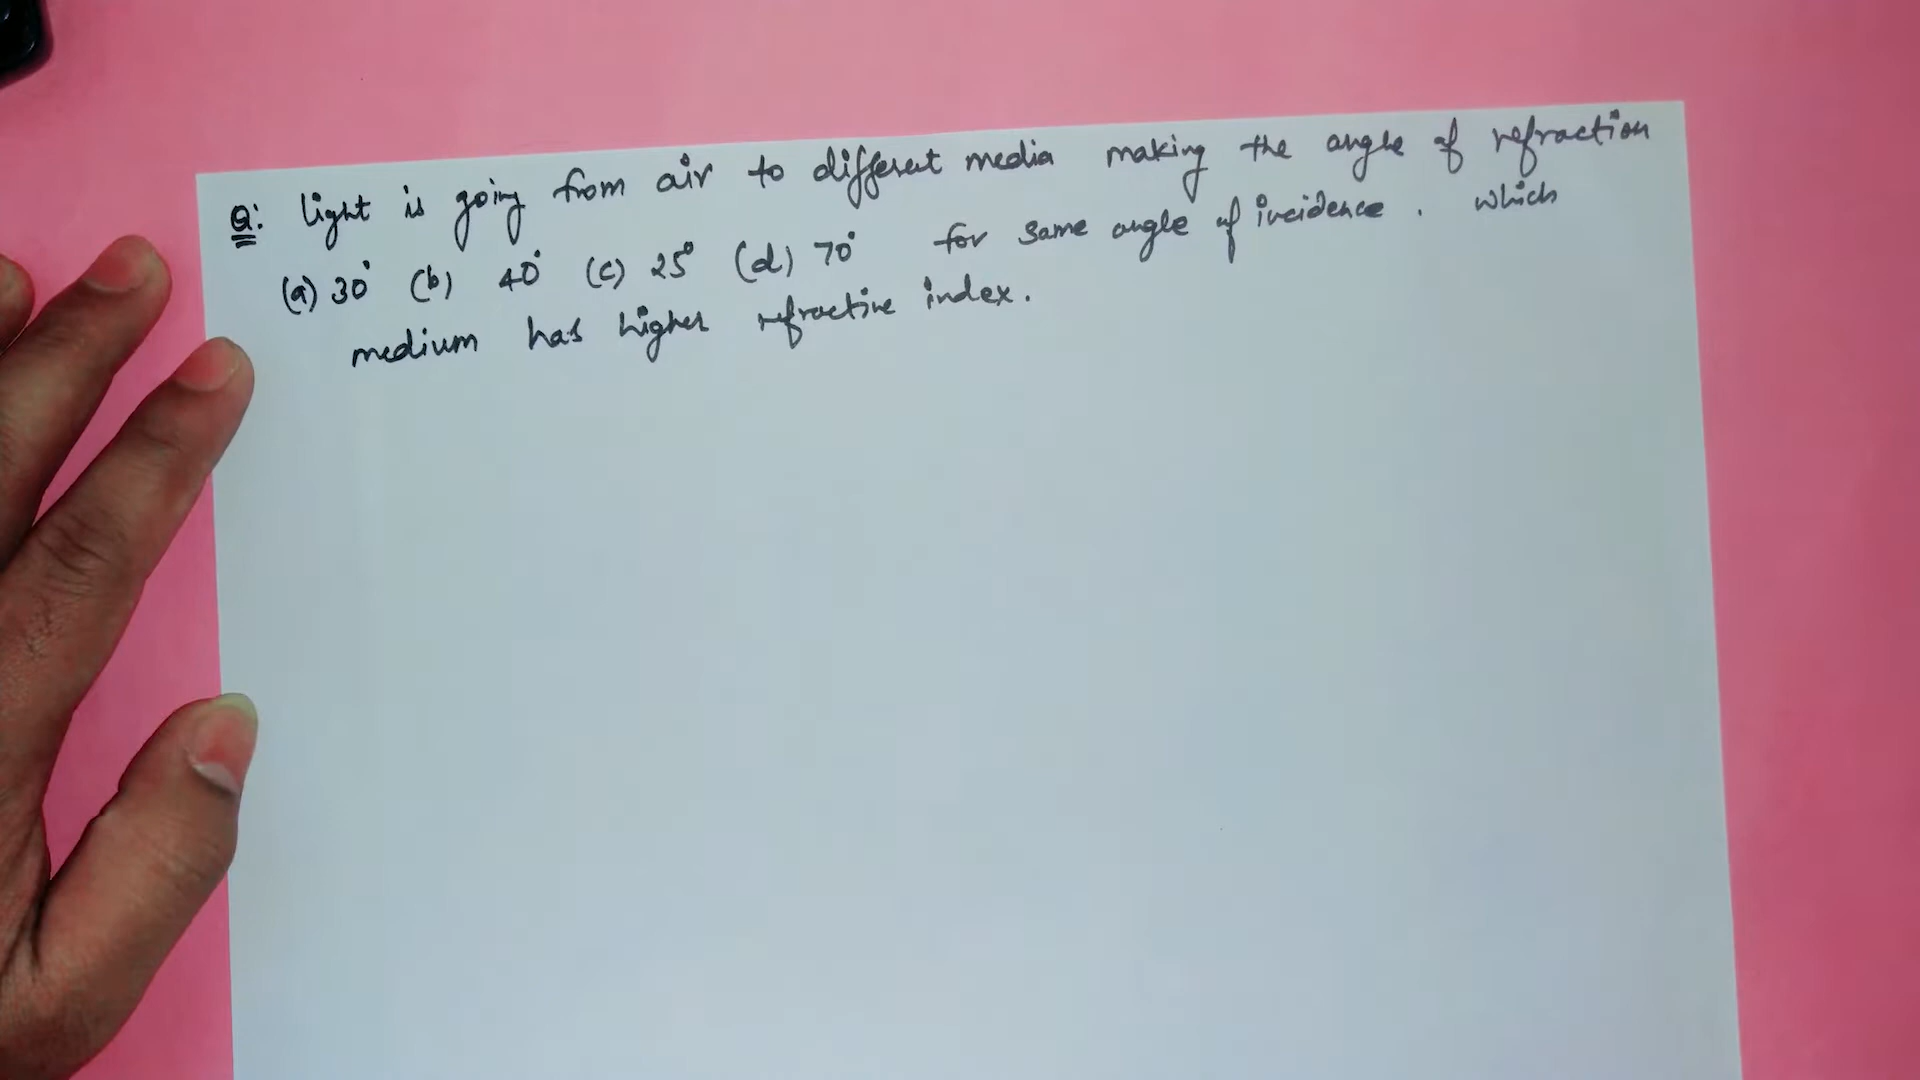 Q: Light is going from air to different media making the angle of refraction
(a) 30° (b) 40° (c) 25° (d) 70° for same angle of incidence. which
medium has higher refractive index.